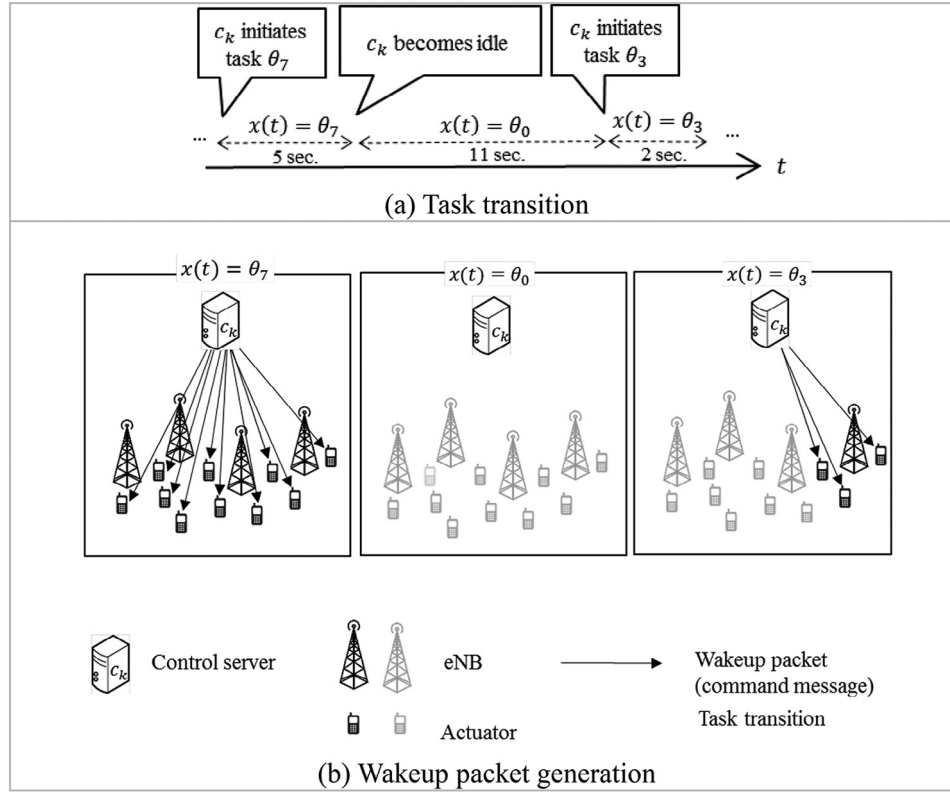 c_k initiates
task θ_7
c_k becomes idle
c_k initiates
task θ_3
... x(t) = θ_7 x(t) = θ_0 x(t) = θ_3 ...
5 sec. 11 sec. 2 sec.
t
(a) Task transition
x(t) = θ_7 x(t) = θ_0 x(t) = θ_3
c_k c_k c_k
c_k Control server eNB Wakeup packet
(command message)
Actuator Task transition
(b) Wakeup packet generation